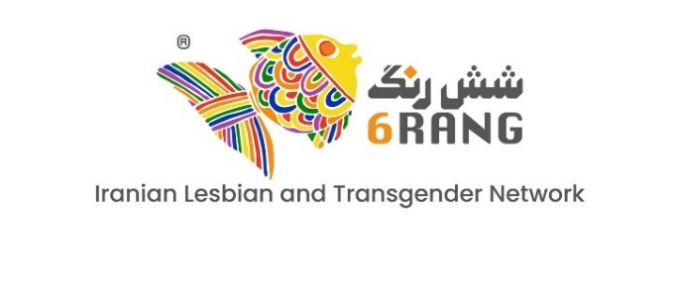 ®
شش رنگ
6RANG
Iranian Lesbian and Transgender Network